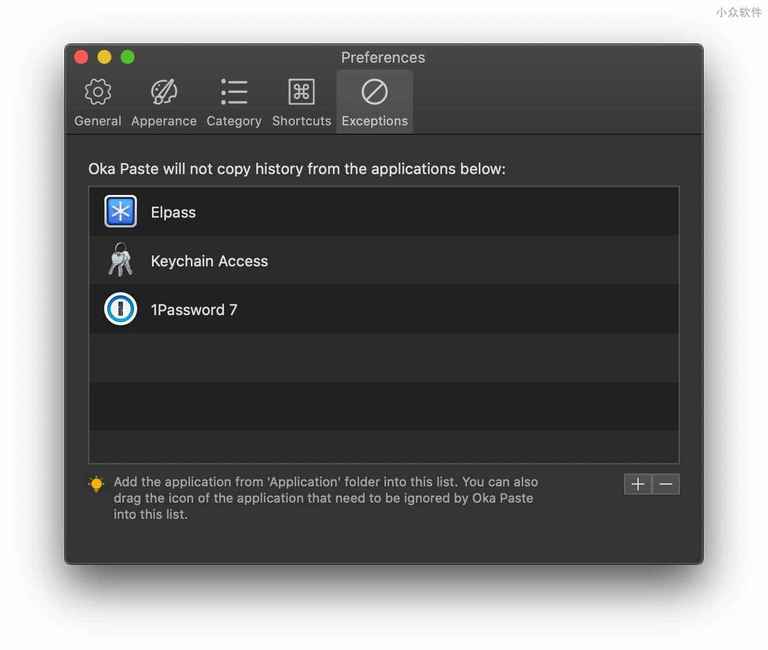 小众软件
Preferences
General Apperance Category Shortcuts Exceptions
Oka Paste will not copy history from the applications below:
Elpass
Keychain Access
1Password 7
Add the application from 'Application' folder into this list. You can also
drag the icon of the application that need to be ignored by Oka Paste
into this list.